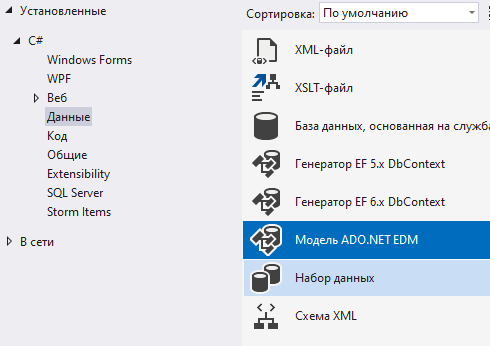 Установленные
C#
Windows Forms
WPF
Веб
Данные
Код
Общие
Extensibility
SQL Server
Storm Items
В сети
Сортировка: По умолчанию
XML-файл
XSLT-файл
База данных, основанная на служба
Генератор EF 5.x DbContext
Генератор EF 6.x DbContext
Модель ADO.NET EDM
Набор данных
Схема XML